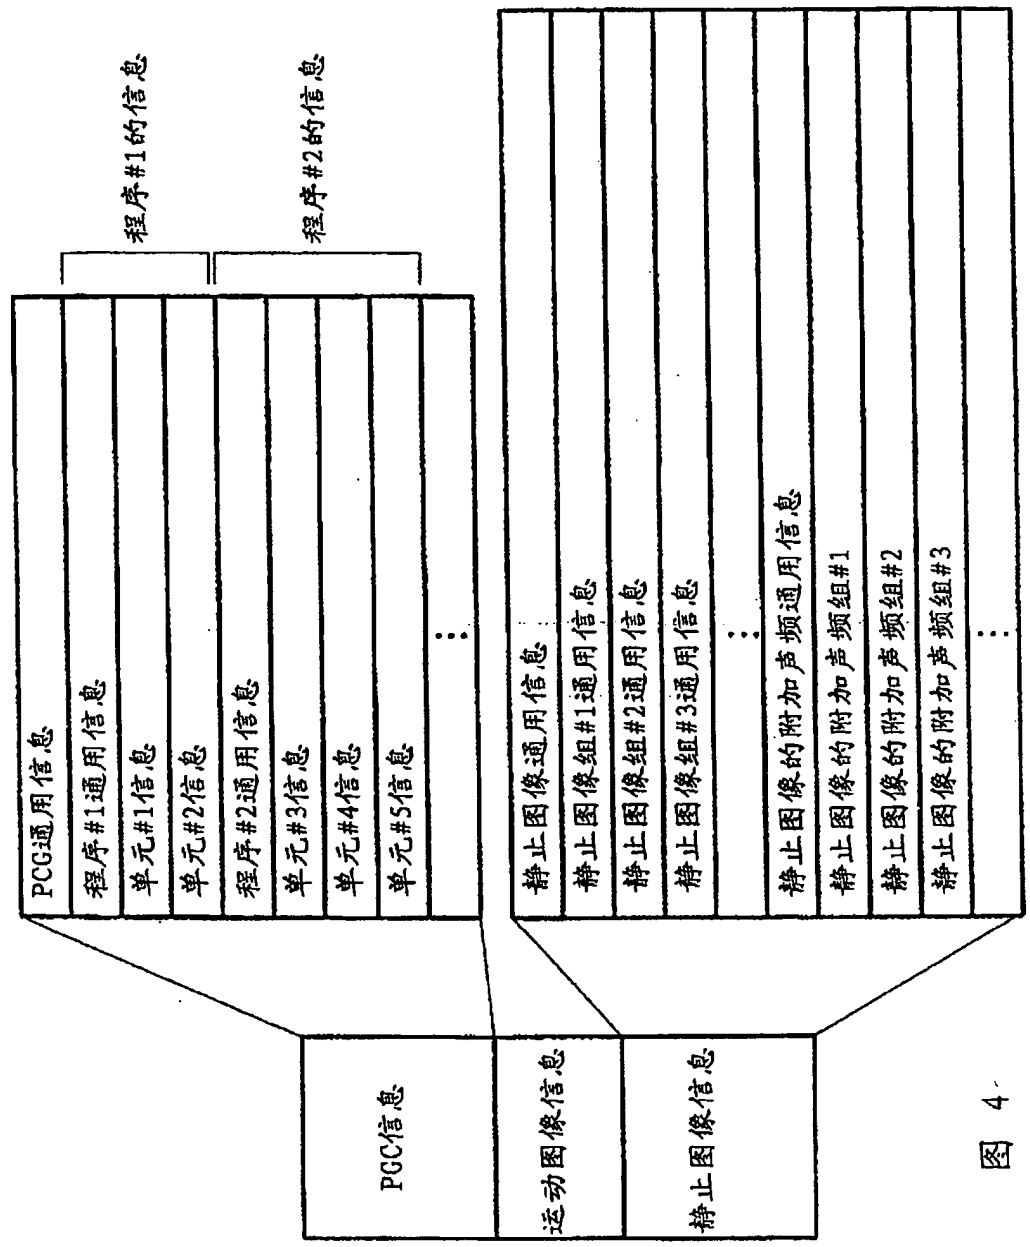 PGC信息
运动图像信息
静止图像信息
PCG通用信息
程序#1通用信息
单元#1信息
单元#2信息
程序#2通用信息
单元#3信息
单元#4信息
单元#5信息
...
程序#1的信息
程序#2的信息
静止图像通用信息
静止图像组#1通用信息
静止图像组#2通用信息
静止图像组#3通用信息
...
静止图像的附加声频通用信息
静止图像的附加声频组#1
静止图像的附加声频组#2
静止图像的附加声频组#3
...
图 4